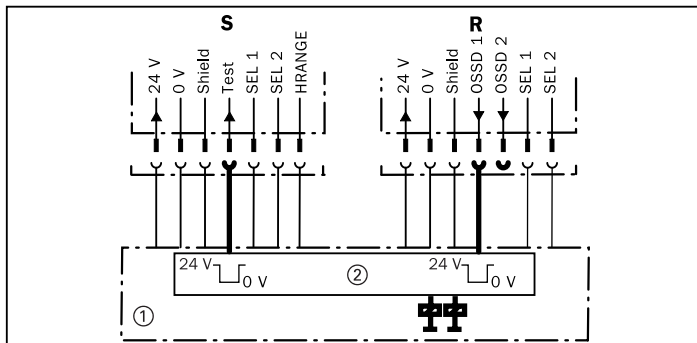 S
R
24 V
0 V
Shield
Test
SEL 1
SEL 2
HRANGE
24 V
0 V
Shield
OSSD 1
OSSD 2
SEL 1
SEL 2
24 V
0 V
②
24 V
0 V
①